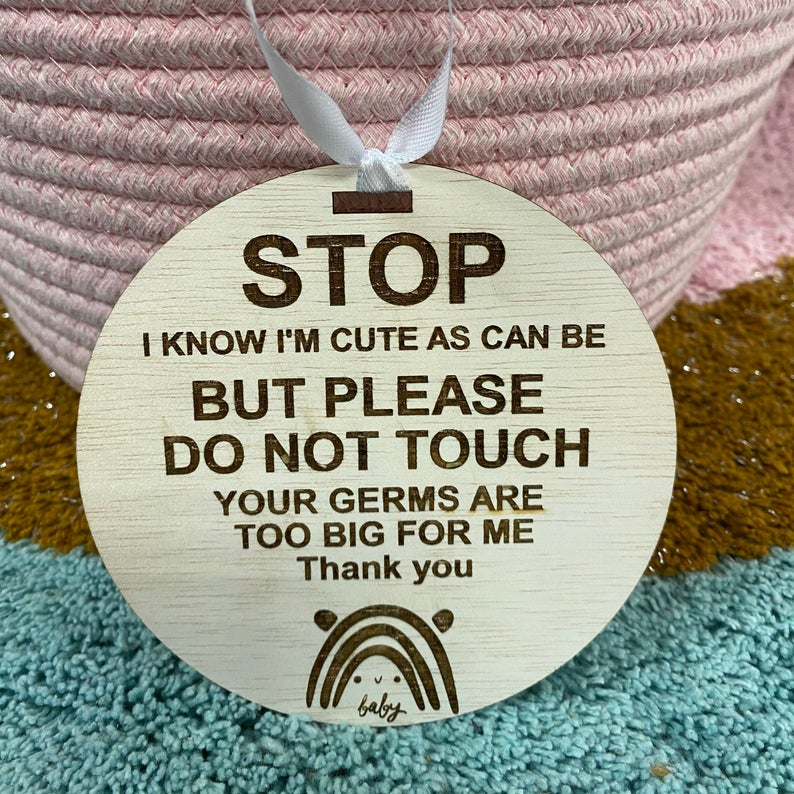 STOP
I KNOW I'M CUTE AS CAN BE
BUT PLEASE
DO NOT TOUCH
YOUR GERMS ARE
TOO BIG FOR ME
Thank you
baby